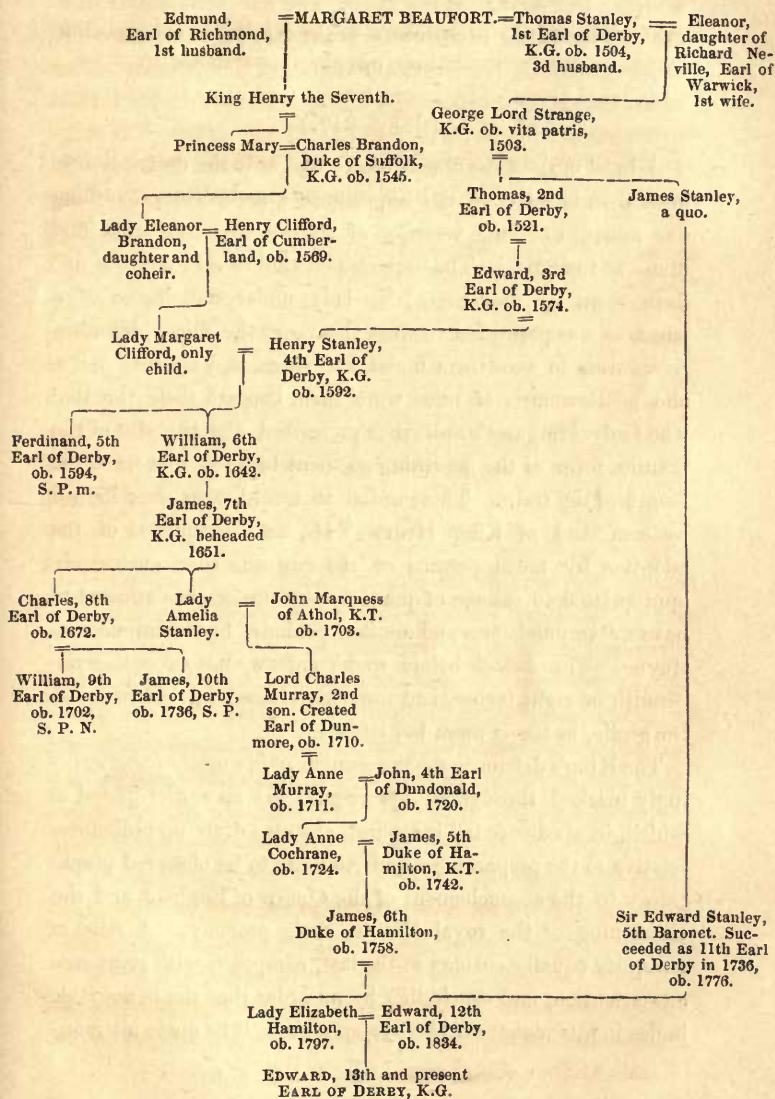 Edmund,
Earl of Richmond,
1st husband.
=MARGARET BEAUFORT.=
Thomas Stanley,
1st Earl of Derby,
K.G. ob. 1504,
3d husband.
=
Eleanor,
daughter of
Richard Ne-
ville, Earl of
Warwick,
1st wife.
King Henry the Seventh.
George Lord Strange,
K.G. ob. vita patris,
1503.
Princess Mary=Charles Brandon,
Duke of Suffolk,
K.G. ob. 1545.
Thomas, 2nd
Earl of Derby,
ob. 1521.
James Stanley,
a quo.
Lady Eleanor
Brandon,
daughter and
coheir.
=
Henry Clifford,
Earl of Cumber-
land, ob. 1569.
Edward, 3rd
Earl of Derby,
K.G. ob. 1574.
Lady Margaret
Clifford, only
child.
=
Henry Stanley,
4th Earl of
Derby, K.G.
ob. 1592.
Ferdinand, 5th
Earl of Derby,
ob. 1594,
S. P. m.
William, 6th
Earl of Derby,
K.G. ob. 1642.
James, 7th
Earl of Derby,
K.G. beheaded
1651.
Charles, 8th
Earl of Derby,
ob. 1672.
Lady
Amelia
Stanley.
=
John Marquess
of Athol, K.T.
ob. 1703.
William, 9th
Earl of Derby,
ob. 1702,
S. P. N.
James, 10th
Earl of Derby,
ob. 1736, S. P.
Lord Charles
Murray, 2nd
son. Created
Earl of Dun-
more, ob. 1710.
Lady Anne
Murray,
ob. 1711.
=
John, 4th Earl
of Dundonald,
ob. 1720.
Lady Anne
Cochrane,
ob. 1724.
=
James, 5th
Duke of Ha-
milton, K.T.
ob. 1742.
James, 6th
Duke of Hamilton,
ob. 1758.
Sir Edward Stanley,
5th Baronet. Suc-
ceeded as 11th Earl
of Derby in 1736,
ob. 1776.
Lady Elizabeth
Hamilton,
ob. 1797.
=
Edward, 12th
Earl of Derby,
ob. 1834.
EDWARD, 13th and present
EARL OF DERBY, K.G.